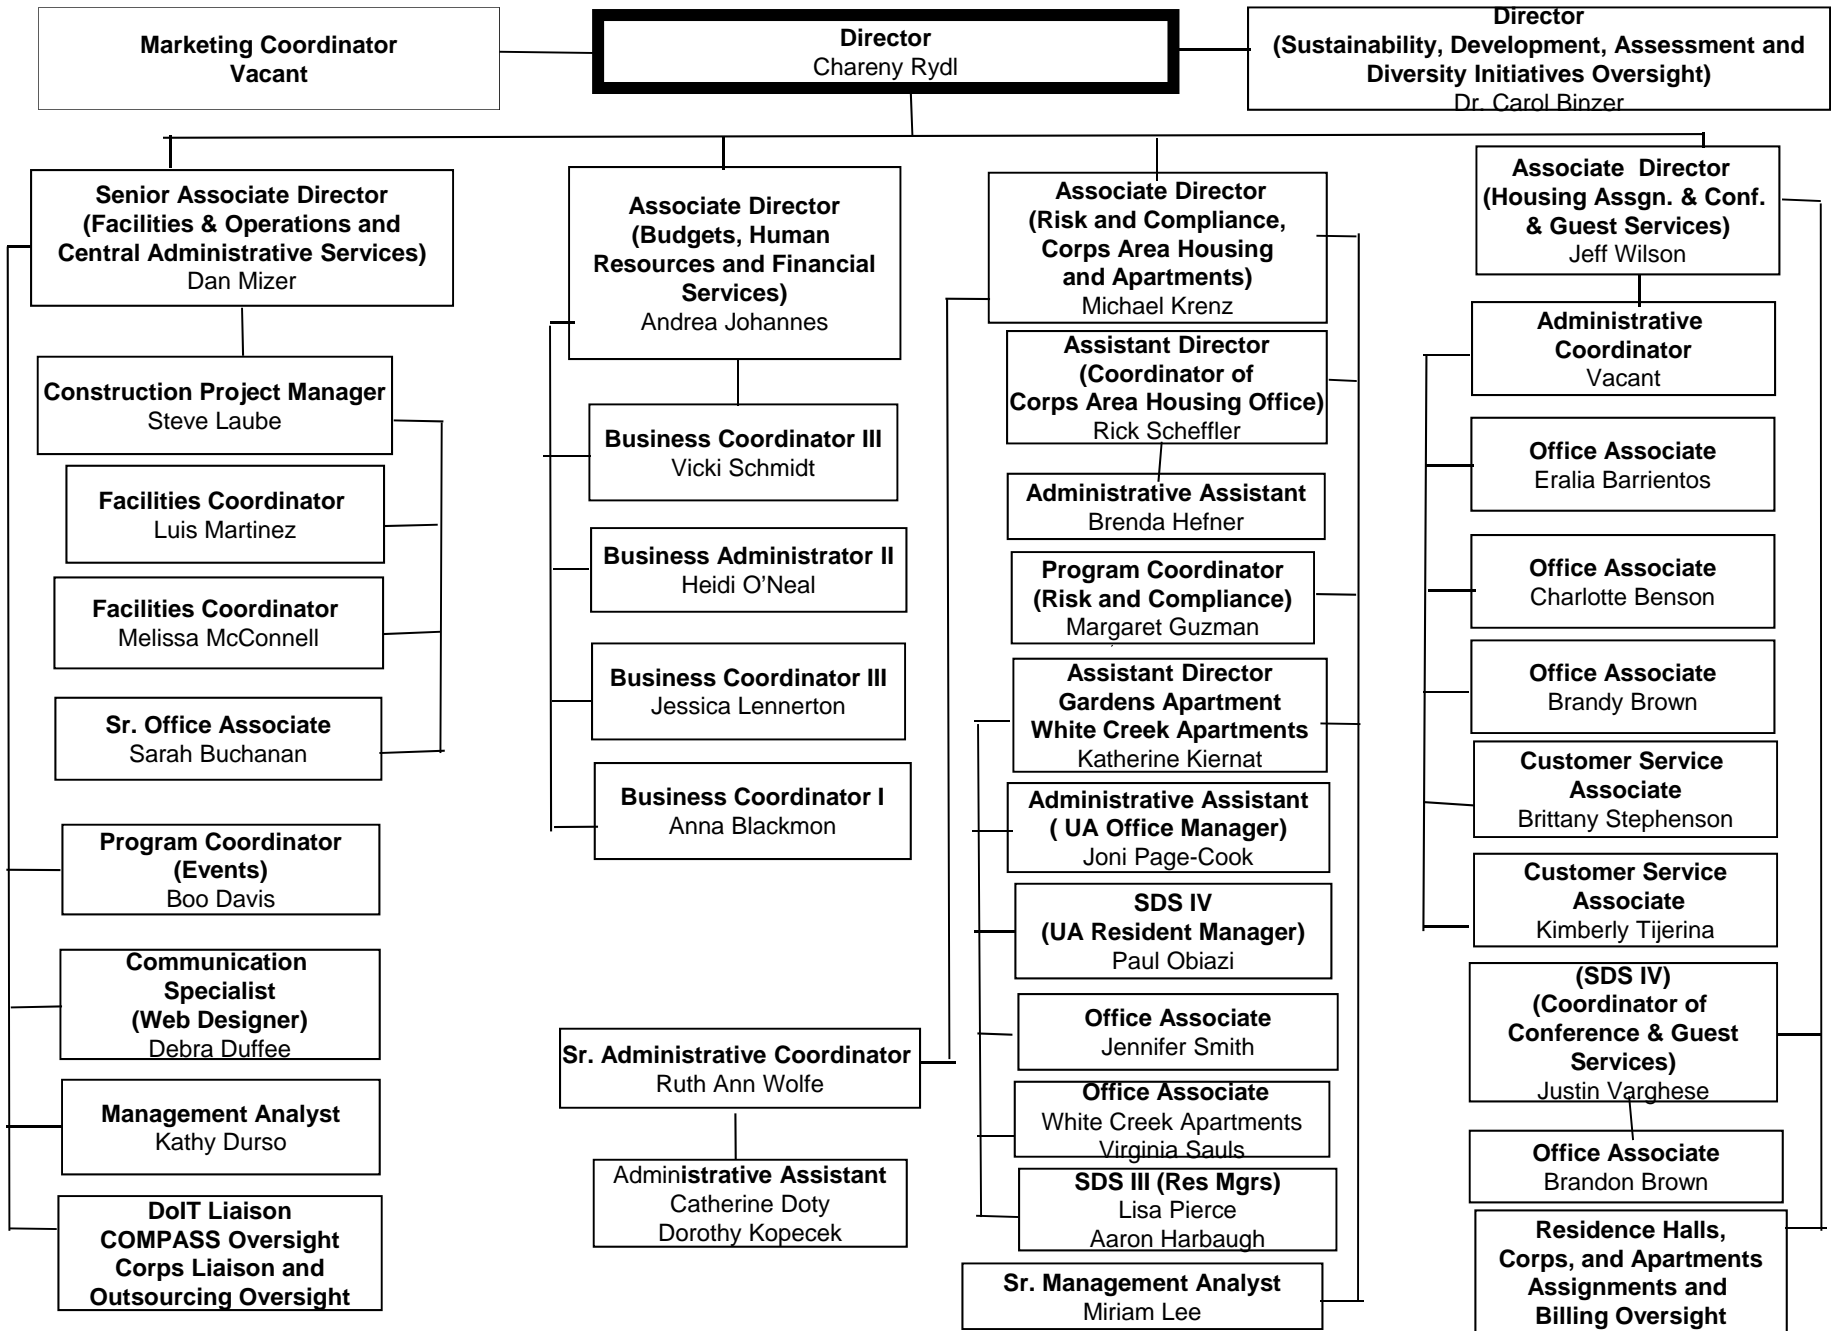 Marketing Coordinator
Vacant
Director
Chareny Rydl
Director
(Sustainability, Development, Assessment and
Diversity Initiatives Oversight)
Dr. Carol Binzer
Senior Associate Director
(Facilities & Operations and
Central Administrative Services)
Dan Mizer
Construction Project Manager
Steve Laube
Facilities Coordinator
Luis Martinez
Facilities Coordinator
Melissa McConnell
Sr. Office Associate
Sarah Buchanan
Program Coordinator
(Events)
Boo Davis
Communication
Specialist
(Web Designer)
Debra Duffee
Management Analyst
Kathy Durso
DoIT Liaison
COMPASS Oversight
Corps Liaison and
Outsourcing Oversight
Associate Director
(Budgets, Human
Resources and Financial
Services)
Andrea Johannes
Business Coordinator III
Vicki Schmidt
Business Administrator II
Heidi O’Neal
Business Coordinator III
Jessica Lennerton
Business Coordinator I
Anna Blackmon
Sr. Administrative Coordinator
Ruth Ann Wolfe
Administrative Assistant
Catherine Doty
Dorothy Kopecek
Associate Director
(Risk and Compliance,
Corps Area Housing
and Apartments)
Michael Krenz
Assistant Director
(Coordinator of
Corps Area Housing Office)
Rick Scheffler
Administrative Assistant
Brenda Hefner
Program Coordinator
(Risk and Compliance)
Margaret Guzman
Assistant Director
Gardens Apartment
White Creek Apartments
Katherine Kiernat
Administrative Assistant
( UA Office Manager)
Joni Page-Cook
SDS IV
(UA Resident Manager)
Paul Obiazi
Office Associate
Jennifer Smith
Office Associate
White Creek Apartments
Virginia Sauls
SDS III (Res Mgrs)
Lisa Pierce
Aaron Harbaugh
Sr. Management Analyst
Miriam Lee
Associate Director
(Housing Assgn. & Conf.
& Guest Services)
Jeff Wilson
Administrative
Coordinator
Vacant
Office Associate
Eralia Barrientos
Office Associate
Charlotte Benson
Office Associate
Brandy Brown
Customer Service
Associate
Brittany Stephenson
Customer Service
Associate
Kimberly Tijerina
(SDS IV)
(Coordinator of
Conference & Guest
Services)
Justin Varghese
Office Associate
Brandon Brown
Residence Halls,
Corps, and Apartments
Assignments and
Billing Oversight